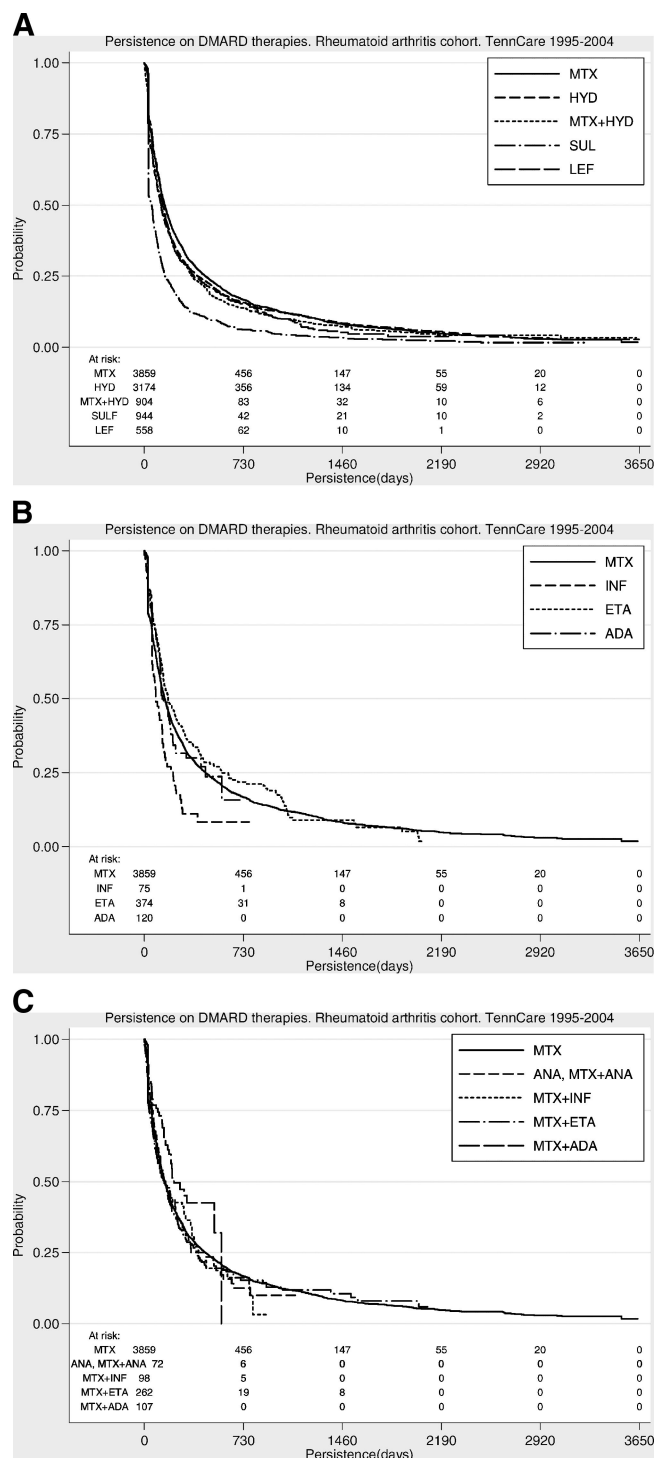 A
Persistence on DMARD therapies. Rheumatoid arthritis cohort. TennCare 1995-2004
1.00
0.75
0.50
0.25
0.00
Probability
MTX
HYD
MTX+HYD
SUL
LEF
At risk:
MTX 3859 456 147 55 20 0
HYD 3174 356 134 59 12 0
MTX+HYD 904 83 32 10 6 0
SULF 944 42 21 10 2 0
LEF 558 62 10 1 0 0
0 730 1460 2190 2920 3650
Persistence(days)
B
Persistence on DMARD therapies. Rheumatoid arthritis cohort. TennCare 1995-2004
1.00
0.75
0.50
0.25
0.00
Probability
MTX
INF
ETA
ADA
At risk:
MTX 3859 456 147 55 20 0
INF 75 1 0 0 0 0
ETA 374 31 8 0 0 0
ADA 120 0 0 0 0 0
0 730 1460 2190 2920 3650
Persistence(days)
C
Persistence on DMARD therapies. Rheumatoid arthritis cohort. TennCare 1995-2004
1.00
0.75
0.50
0.25
0.00
Probability
MTX
ANA, MTX+ANA
MTX+INF
MTX+ETA
MTX+ADA
At risk:
MTX 3859 456 147 55 20 0
ANA, MTX+ANA 72 6 0 0 0 0
MTX+INF 98 5 0 0 0 0
MTX+ETA 262 19 8 0 0 0
MTX+ADA 107 0 0 0 0 0
0 730 1460 2190 2920 3650
Persistence(days)